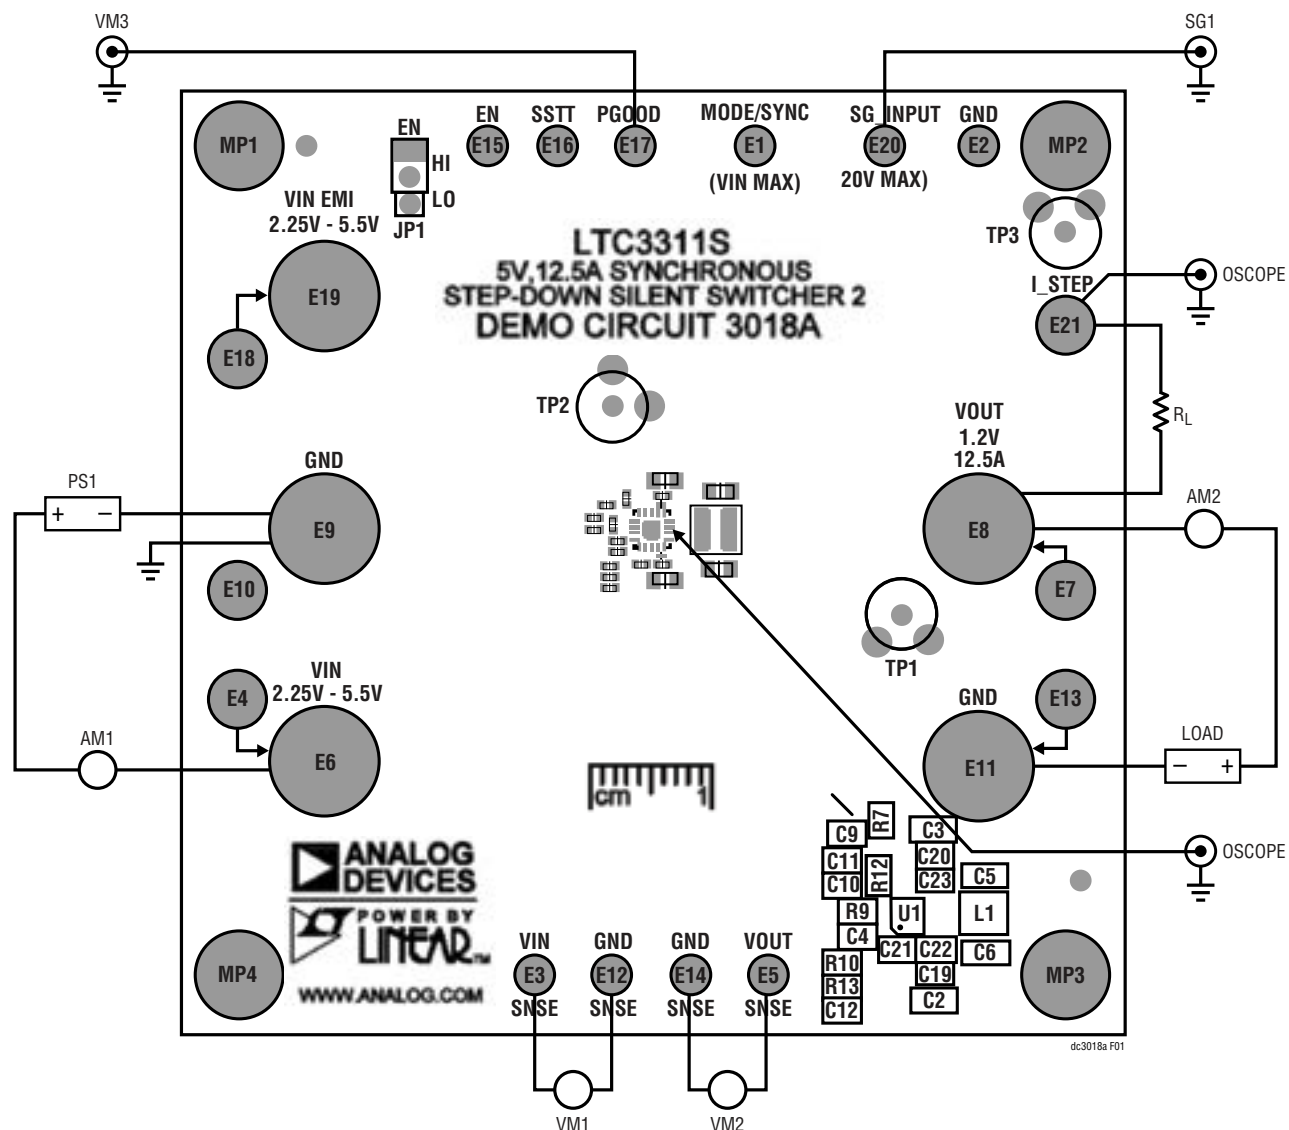 VM3
SG1
EN
EN
SSTT
PGOOD
MODE/SYNC
SG_INPUT
GND
MP1
E15
E16
E17
E1
E20
E2
MP2
HI
LO
JP1
(VIN MAX)
20V MAX)
VIN EMI
2.25V - 5.5V
TP3
LTC3311S
5V,12.5A SYNCHRONOUS
STEP-DOWN SILENT SWITCHER 2
DEMO CIRCUIT 3018A
I_STEP
OSCOPE
E19
E18
E21
TP2
VOUT
1.2V
12.5A
RL
GND
PS1
+ −
E9
E8
AM2
E10
E7
TP1
VIN
2.25V - 5.5V
E4
E6
AM1
GND
E13
E11
LOAD
− +
cm 1
OSCOPE
C9
R7
C3
C11
C20
C10
R12
C23
C5
R9
U1
L1
C4
C21
C22
C6
R10
C19
R13
C2
C12
ANALOG
DEVICES
POWER BY
LINEAR™
WWW.ANALOG.COM
MP4
VIN
GND
GND
VOUT
E3
E12
E14
E5
SNSE
SNSE
SNSE
SNSE
MP3
dc3018a F01
VM1
VM2